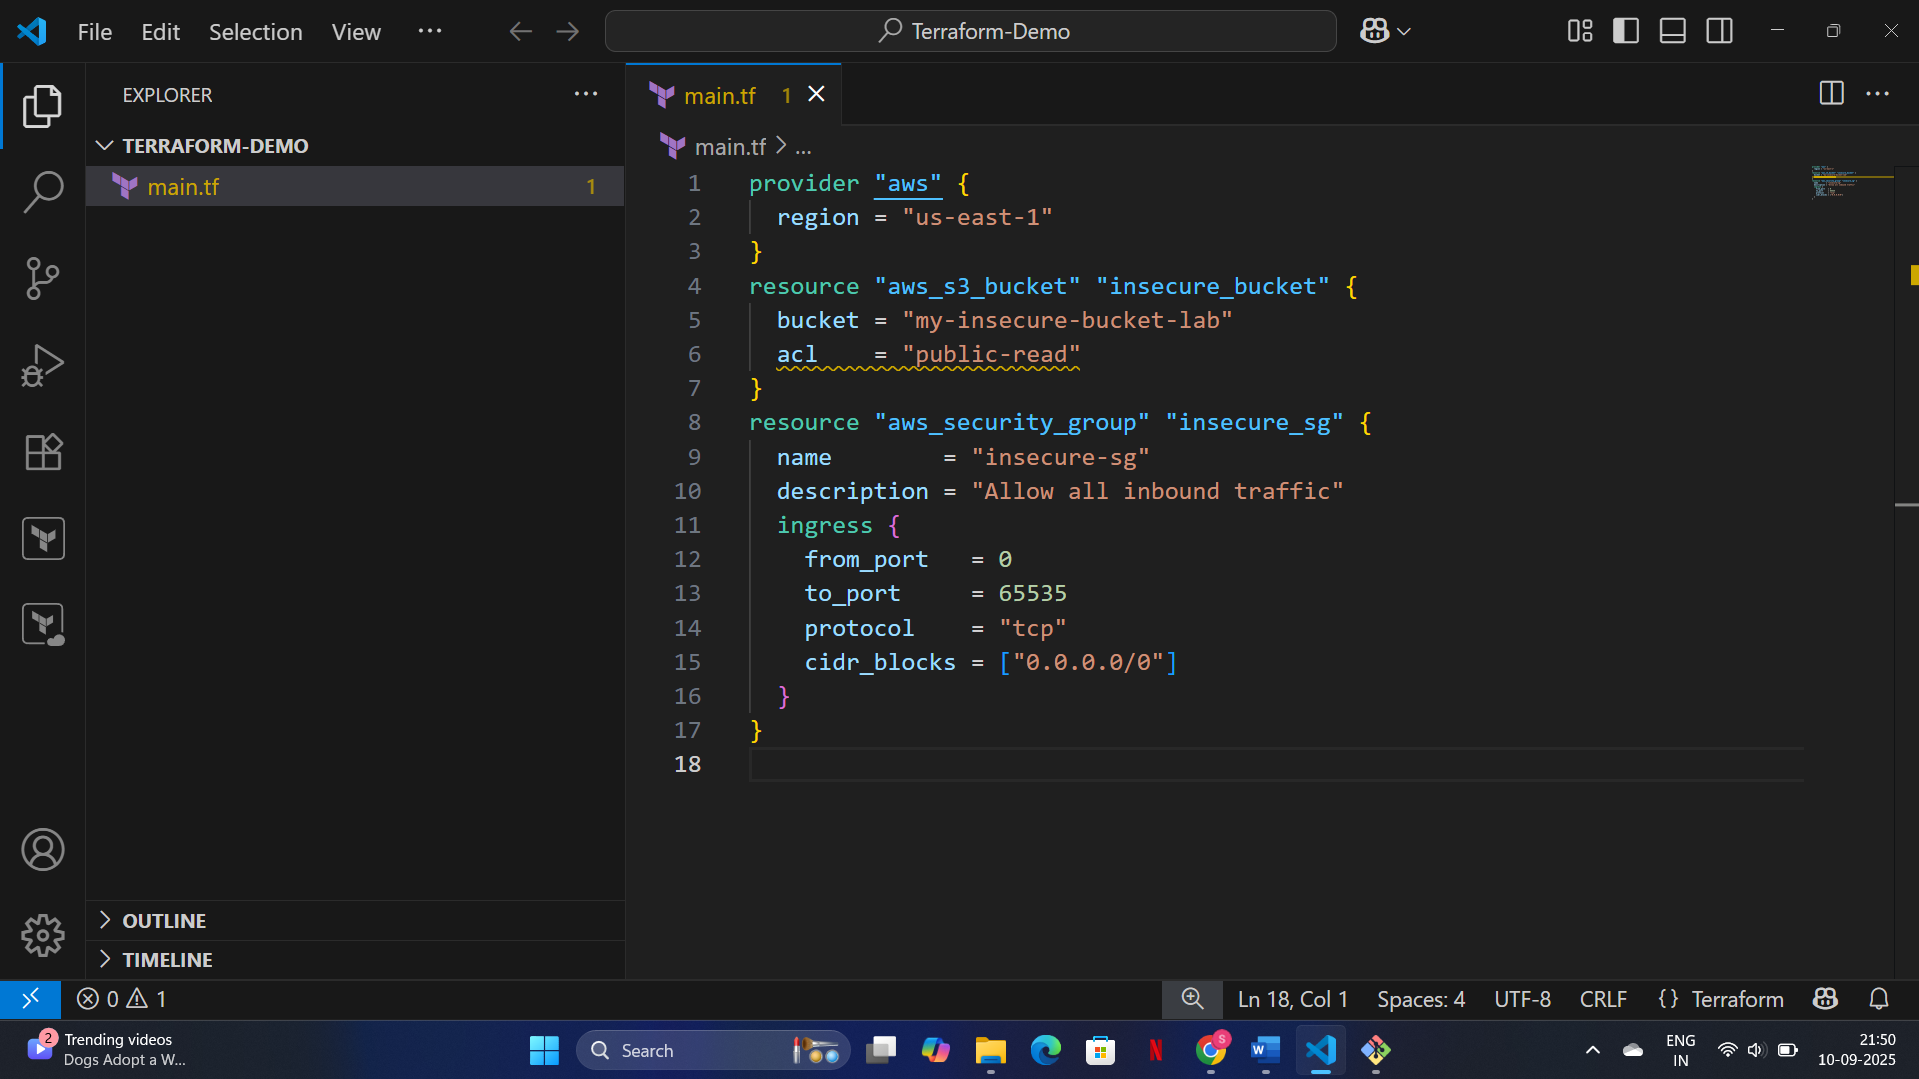 File Edit Selection View
Terraform-Demo
EXPLORER
TERRAFORM-DEMO
main.tf 1
OUTLINE
TIMELINE
main.tf 1
main.tf > ...
1 provider "aws" {
2 region = "us-east-1"
3 }
4 resource "aws_s3_bucket" "insecure_bucket" {
5 bucket = "my-insecure-bucket-lab"
6 acl    = "public-read"
7 }
8 resource "aws_security_group" "insecure_sg" {
9 name        = "insecure-sg"
10 description = "Allow all inbound traffic"
11 ingress {
12 from_port   = 0
13 to_port     = 65535
14 protocol    = "tcp"
15 cidr_blocks = ["0.0.0.0/0"]
16 }
17 }
18
0 1
Ln 18, Col 1 Spaces: 4 UTF-8 CRLF {} Terraform
2
Trending videos
Dogs Adopt a W...
Search
S
ENG
IN
21:50
10-09-2025